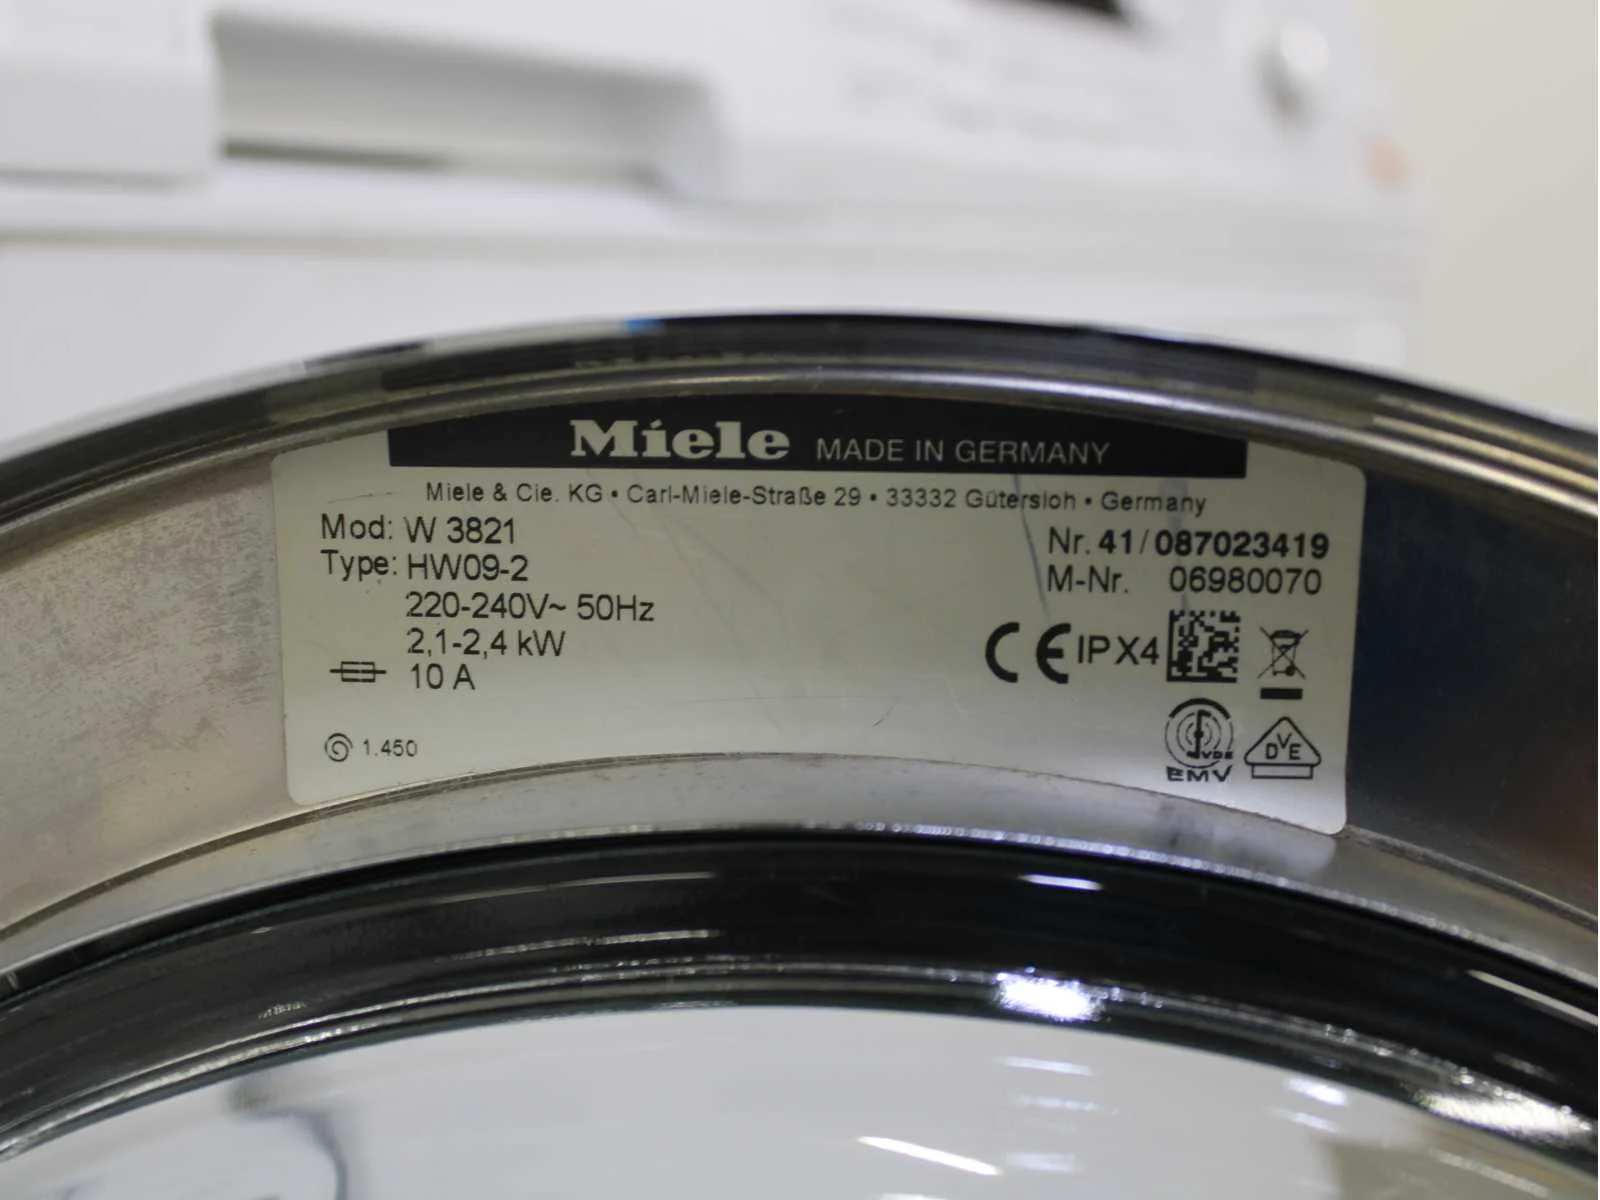 Miele MADE IN GERMANY
Miele & Cie. KG • Carl-Miele-Straße 29 • 33332 Gütersloh • Germany
Mod: W 3821
Type: HW09-2
220-240V~ 50Hz
2,1-2,4 kW
10 A
1.450
Nr. 41/087023419
M-Nr. 06980070
CE IPX4
VDE
EMV
DVE